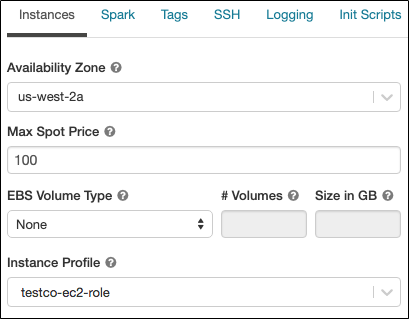 Instances Spark Tags SSH Logging Init Scripts
Availability Zone ?
us-west-2a
Max Spot Price ?
100
EBS Volume Type ? # Volumes ? Size in GB ?
None
Instance Profile ?
testco-ec2-role